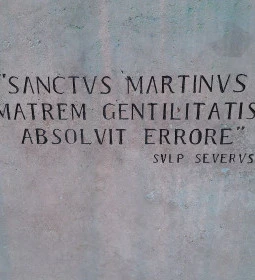 "SANCTVS MARTINVS
MATREM GENTILITATIS
ABSOLVIT ERRORE"
SVLP SEVERVS